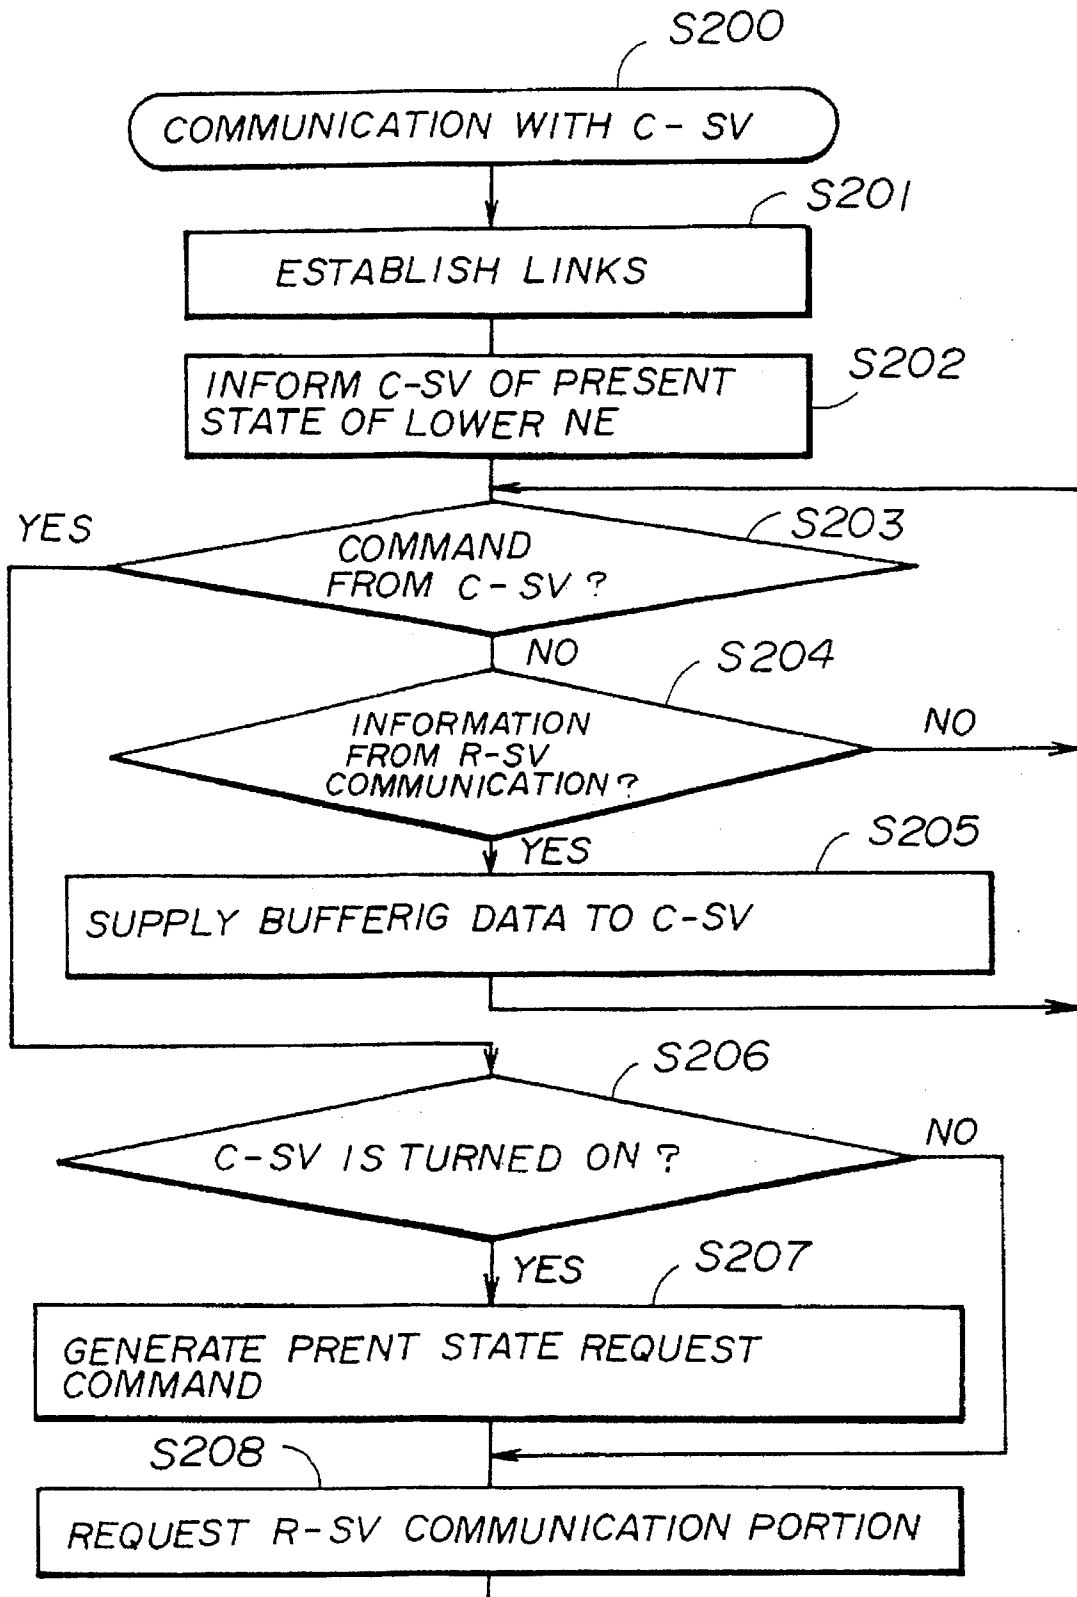 S200
COMMUNICATION WITH C-SV
S201
ESTABLISH LINKS
S202
INFORM C-SV OF PRESENT
STATE OF LOWER NE
YES
S203
COMMAND
FROM C-SV?
NO
S204
INFORMATION
FROM R-SV
COMMUNICATION?
NO
YES
S205
SUPPLY BUFFERIG DATA TO C-SV
S206
C-SV IS TURNED ON?
NO
YES
S207
GENERATE PRENT STATE REQUEST
COMMAND
S208
REQUEST R-SV COMMUNICATION PORTION